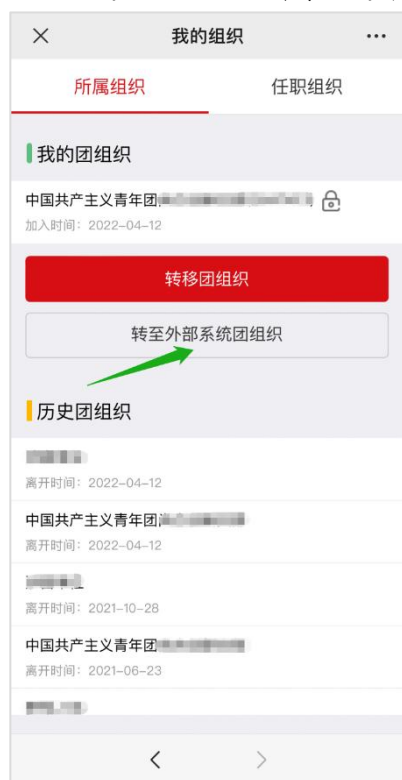 我的组织
所属组织 任职组织
我的团组织
中国共产主义青年团
加入时间：2022-04-12
转移团组织
转至外部系统团组织
历史团组织
离开时间：2022-04-12
中国共产主义青年团
离开时间：2022-04-12
离开时间：2021-10-28
中国共产主义青年团
离开时间：2021-06-23